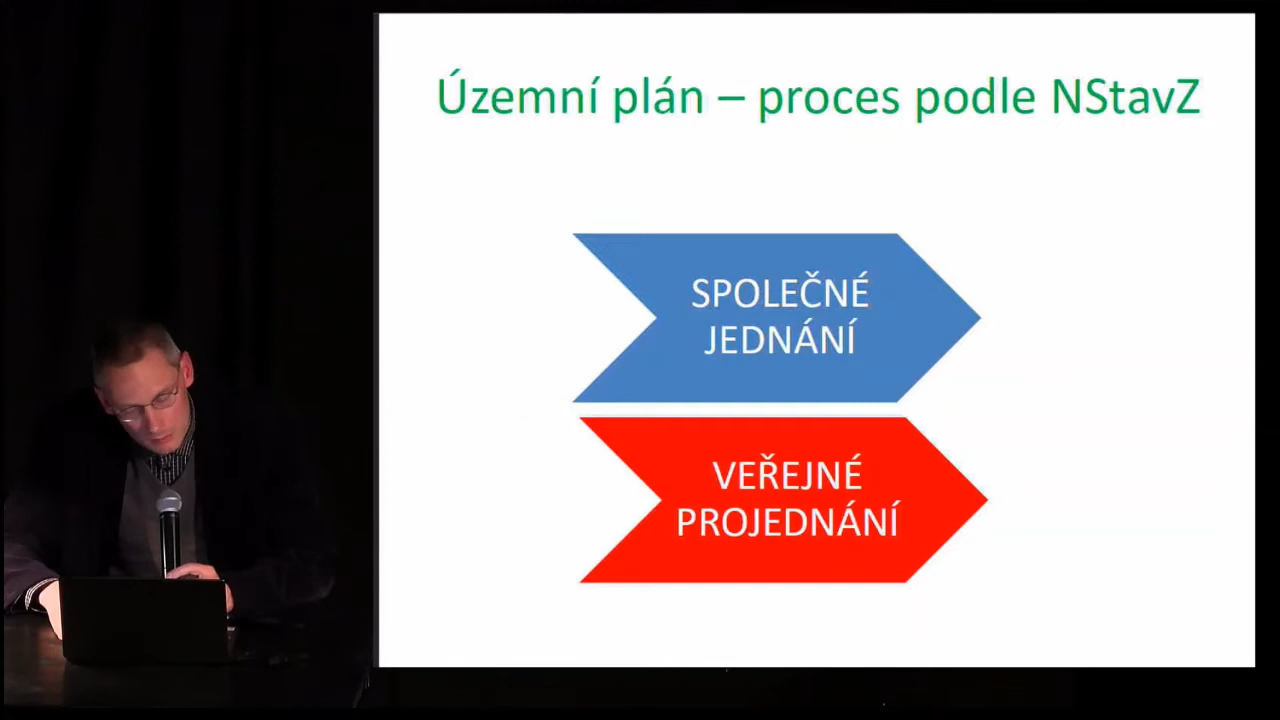 Územní plán – proces podle NStavZ
SPOLEČNÉ
JEDNÁNÍ
VEŘEJNÉ
PROJEDNÁNÍ